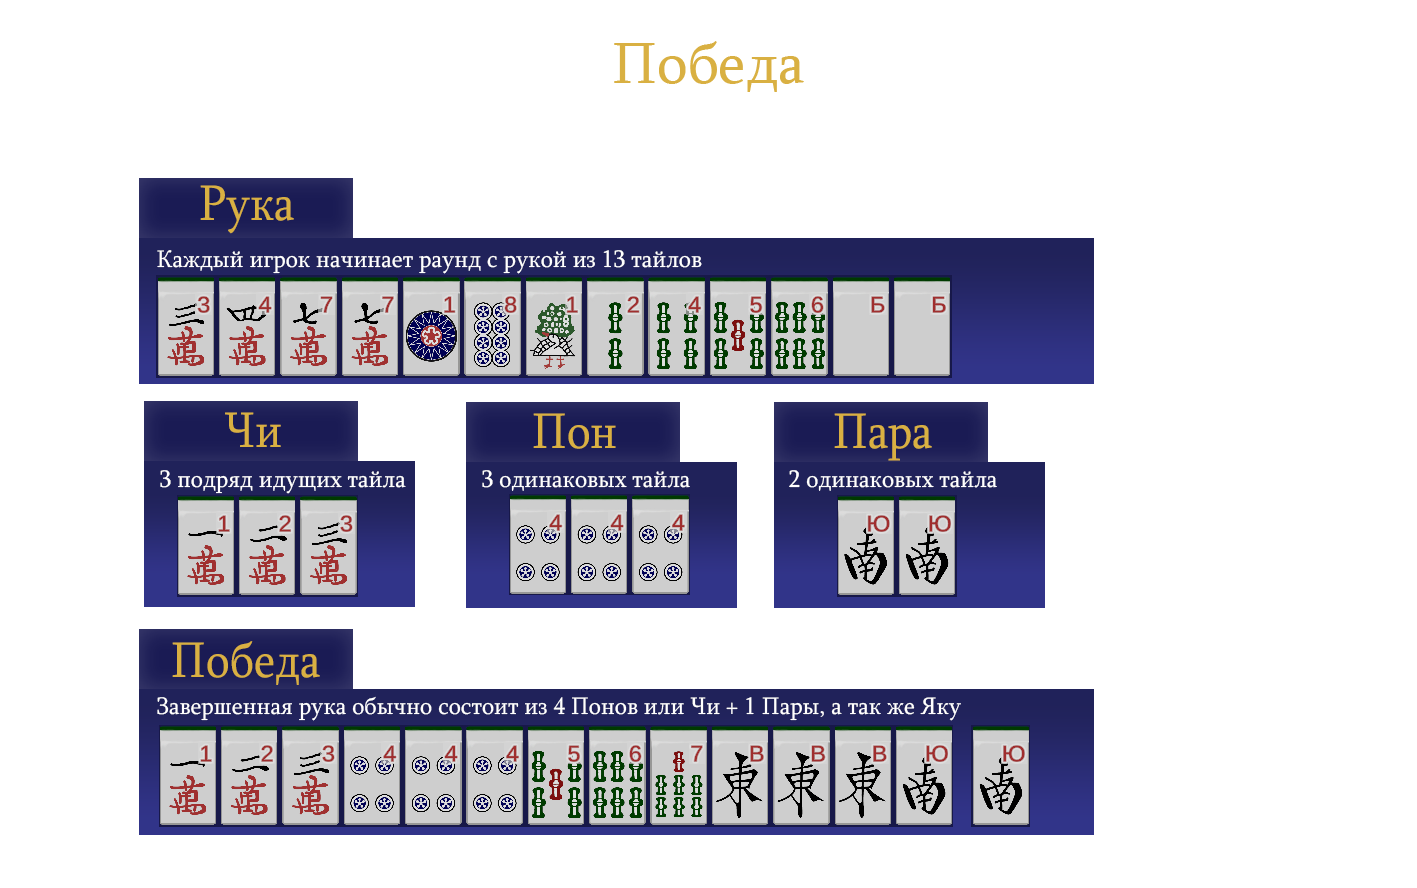 Победа
Рука
Каждый игрок начинает раунд с рукой из 13 тайлов
3 4 7 7 1 8 1 2 4 5 6 Б Б
三 四 七 七
萬 萬 萬 萬
Чи
3 подряд идущих тайла
1 2 3
一 二 三
萬 萬 萬
Пон
3 одинаковых тайла
4 4 4
Пара
2 одинаковых тайла
Ю Ю
南 南
Победа
Завершенная рука обычно состоит из 4 Понов или Чи + 1 Пары, а так же Яку
1 2 3 4 4 4 5 6 7 В В В Ю Ю
一 二 三 東 東 東 南 南
萬 萬 萬